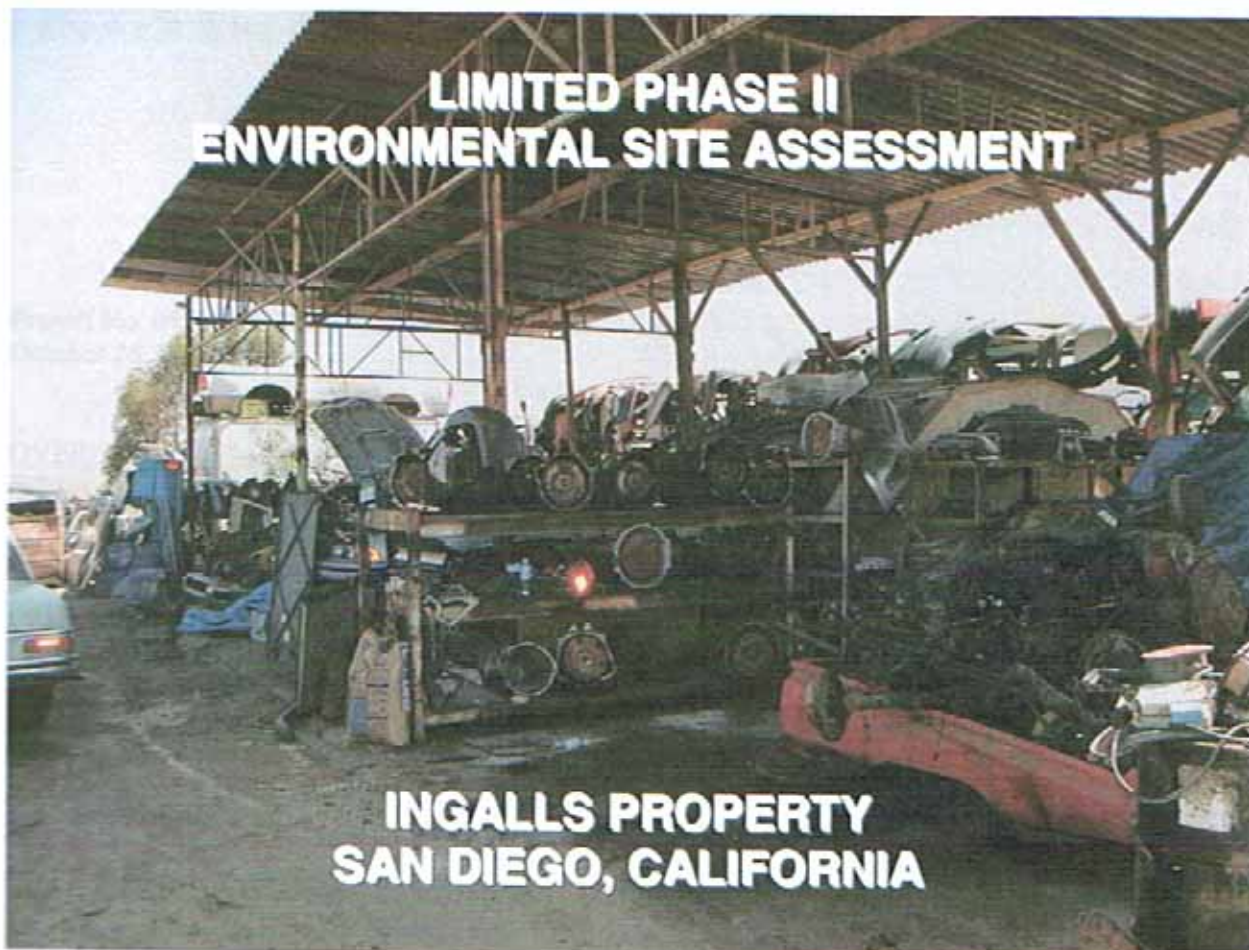 LIMITED PHASE II
ENVIRONMENTAL SITE ASSESSMENT
INGALLS PROPERTY
SAN DIEGO, CALIFORNIA